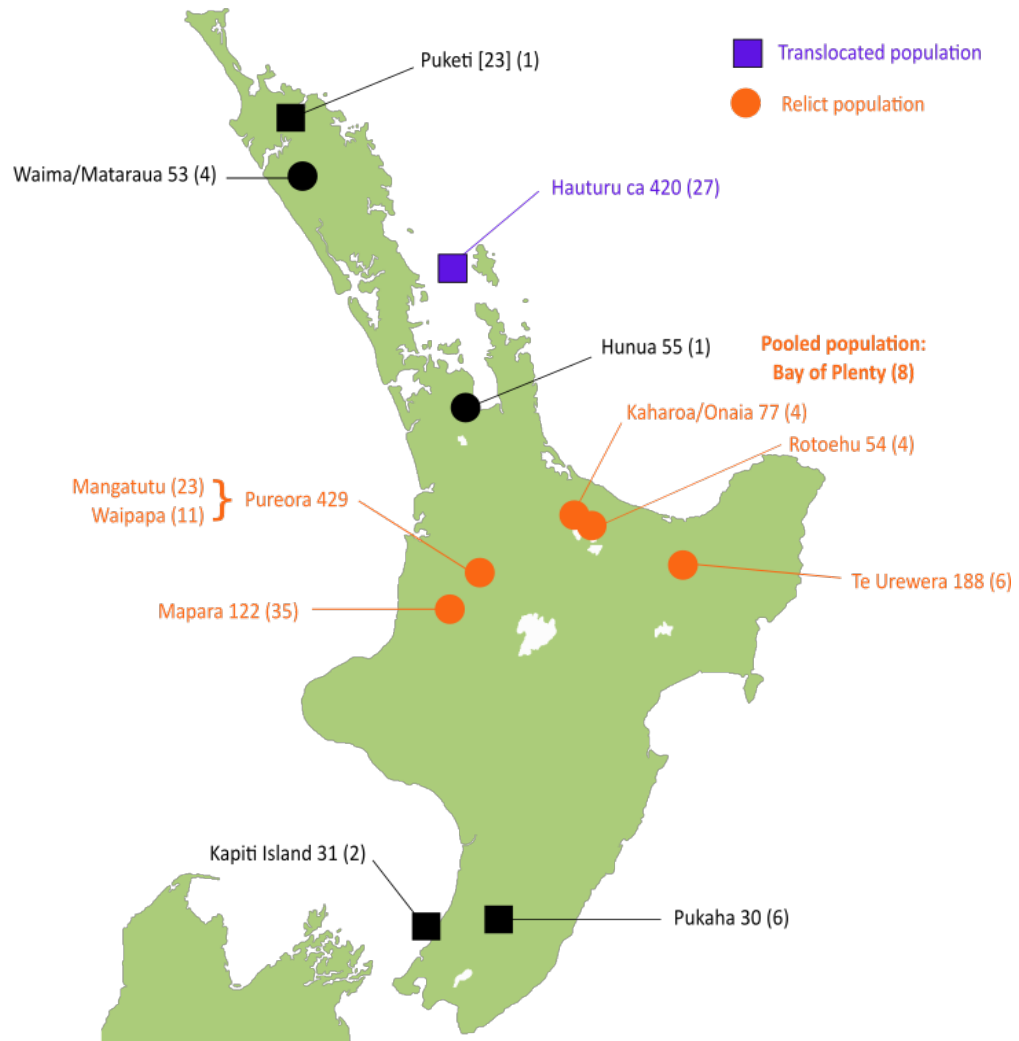 Puketi [23] (1)
Translocated population
Relict population
Waima/Mataraua 53 (4)
Hauturu ca 420 (27)
Hunua 55 (1)
Pooled population:
Bay of Plenty (8)
Kaharoa/Onaia 77 (4)
Rotoehu 54 (4)
Mangatutu (23)
Waipapa (11)
} Pureora 429
Te Urewera 188 (6)
Mapara 122 (35)
Kapiti Island 31 (2)
Pukaha 30 (6)